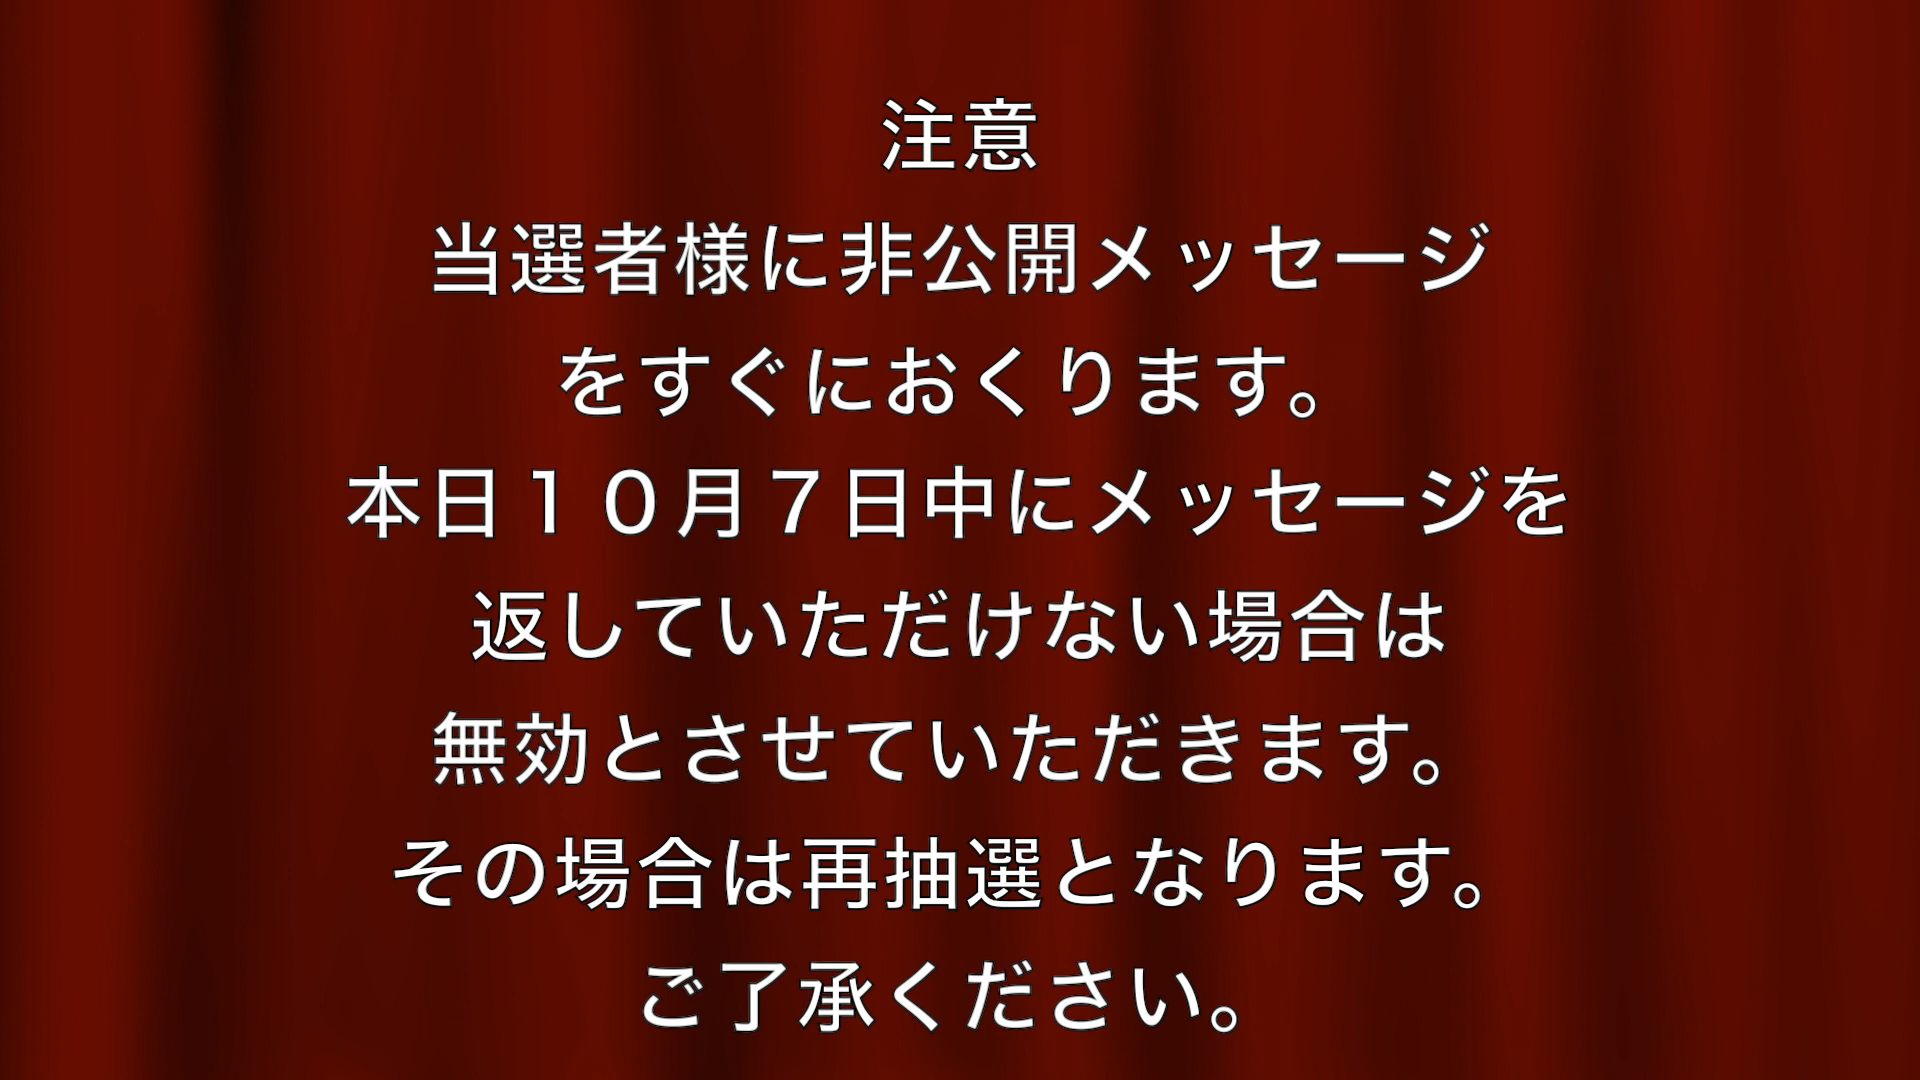 注意
当選者様に非公開メッセージ
をすぐにおくります。
本日１０月７日中にメッセージを
返していただけない場合は
無効とさせていただきます。
その場合は再抽選となります。
ご了承ください。